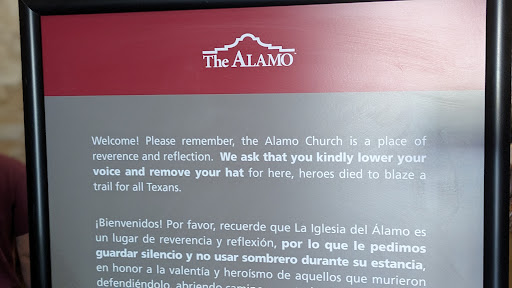 The ALAMO
Welcome! Please remember, the Alamo Church is a place of
reverence and reflection. We ask that you kindly lower your
voice and remove your hat for here, heroes died to blaze a
trail for all Texans.
¡Bienvenidos! Por favor, recuerde que La Iglesia del Álamo es
un lugar de reverencia y reflexión, por lo que le pedimos
guardar silencio y no usar sombrero durante su estancia,
en honor a la valentía y heroísmo de aquellos que murieron
defendiéndolo, abriendo